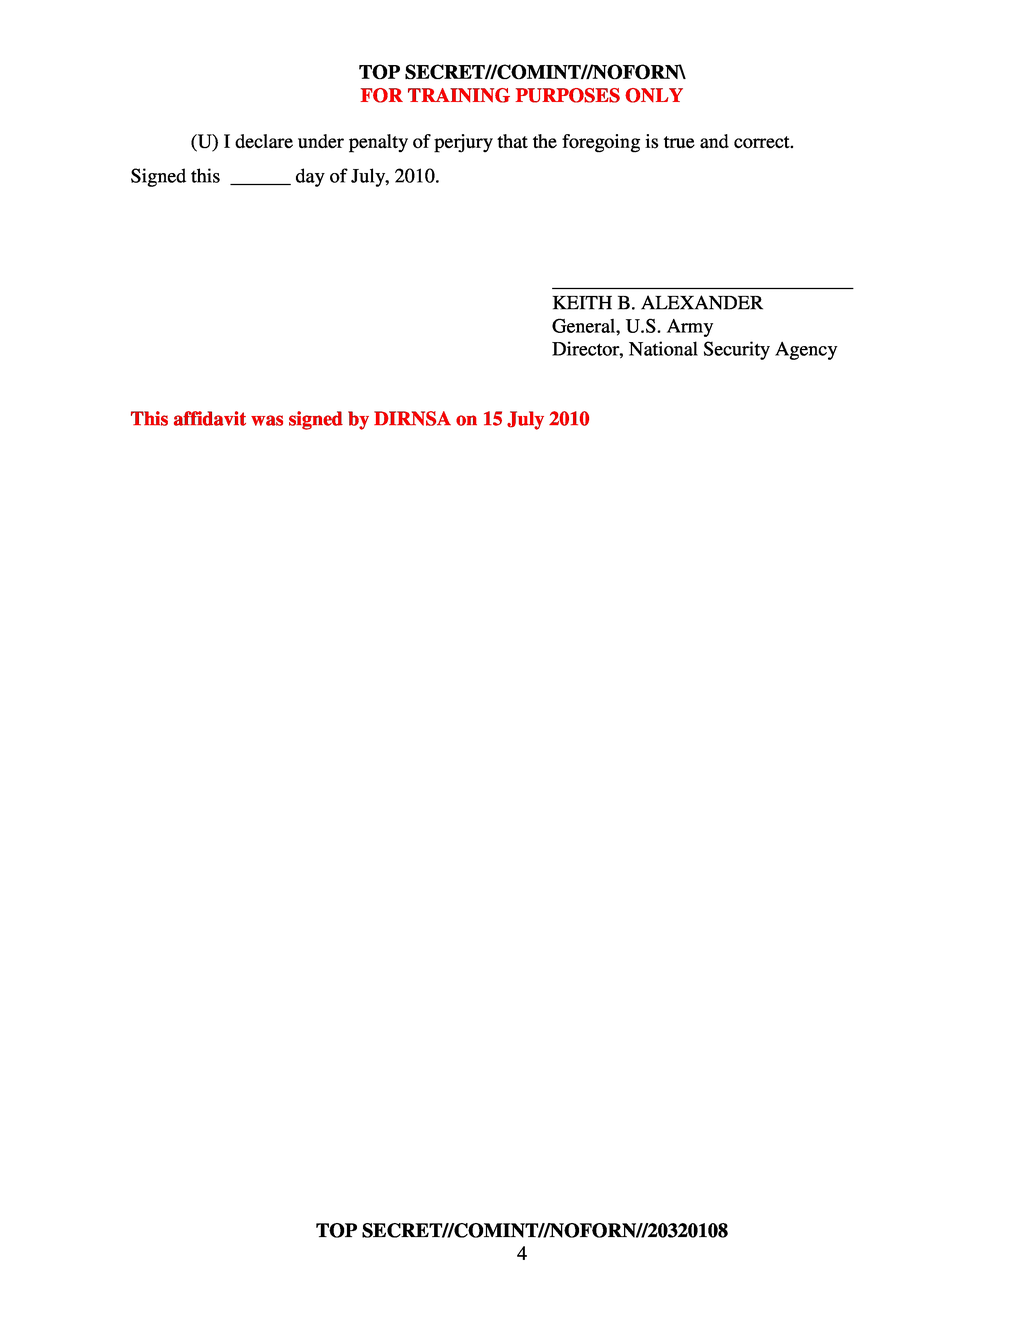 TOP SECRET//COMINT//NOFORN\
FOR TRAINING PURPOSES ONLY
(U) I declare under penalty of perjury that the foregoing is true and correct.
Signed this ______ day of July, 2010.
______________________________
KEITH B. ALEXANDER
General, U.S. Army
Director, National Security Agency
This affidavit was signed by DIRNSA on 15 July 2010
TOP SECRET//COMINT//NOFORN//20320108
4